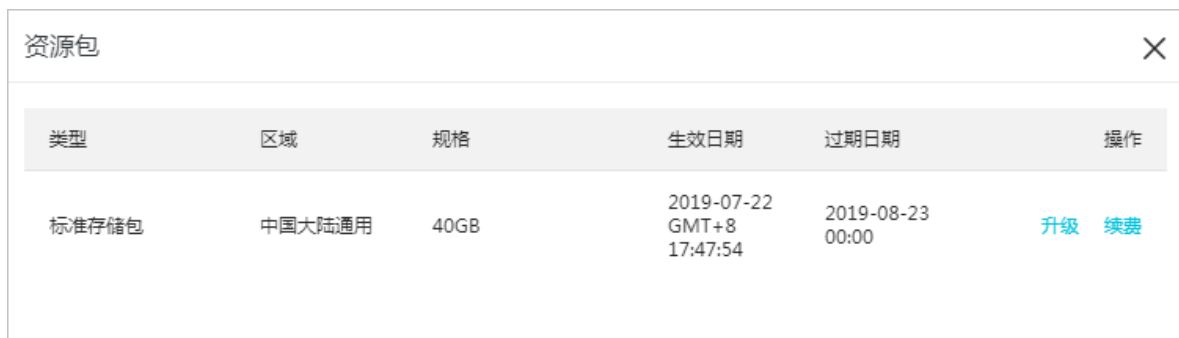 资源包
类型 区域 规格 生效日期 过期日期 操作
标准存储包 中国大陆通用 40GB 2019-07-22 GMT+8 17:47:54 2019-08-23 00:00 升级 续费